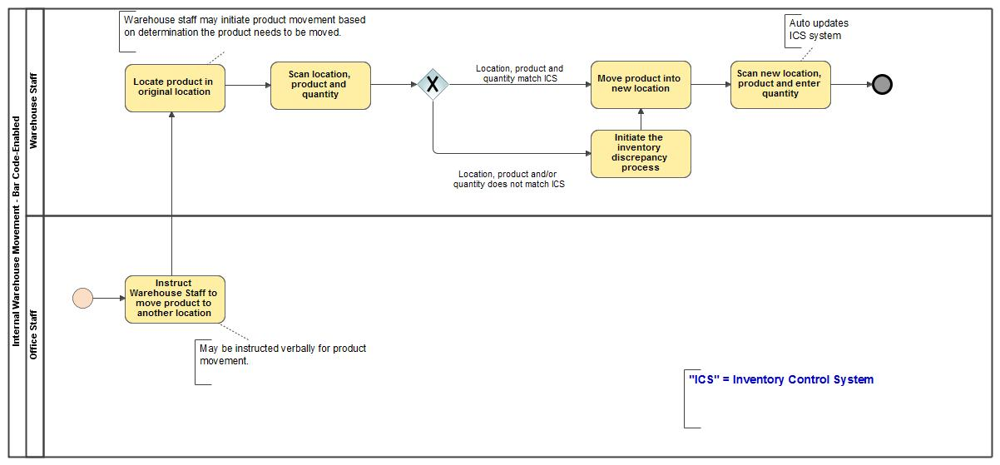 Internal Warehouse Movement - Bar Code-Enabled
Warehouse Staff
Warehouse staff may initiate product movement based
on determination the product needs to be moved.
Locate product in
original location
Scan location,
product and
quantity
X
Location, product and
quantity match ICS
Location, product and/or
quantity does not match ICS
Move product into
new location
Initiate the
inventory
discrepancy
process
Auto updates
ICS system
Scan new location,
product and enter
quantity
Office Staff
Instruct
Warehouse Staff to
move product to
another location
May be instructed verbally for product
movement.
"ICS" = Inventory Control System